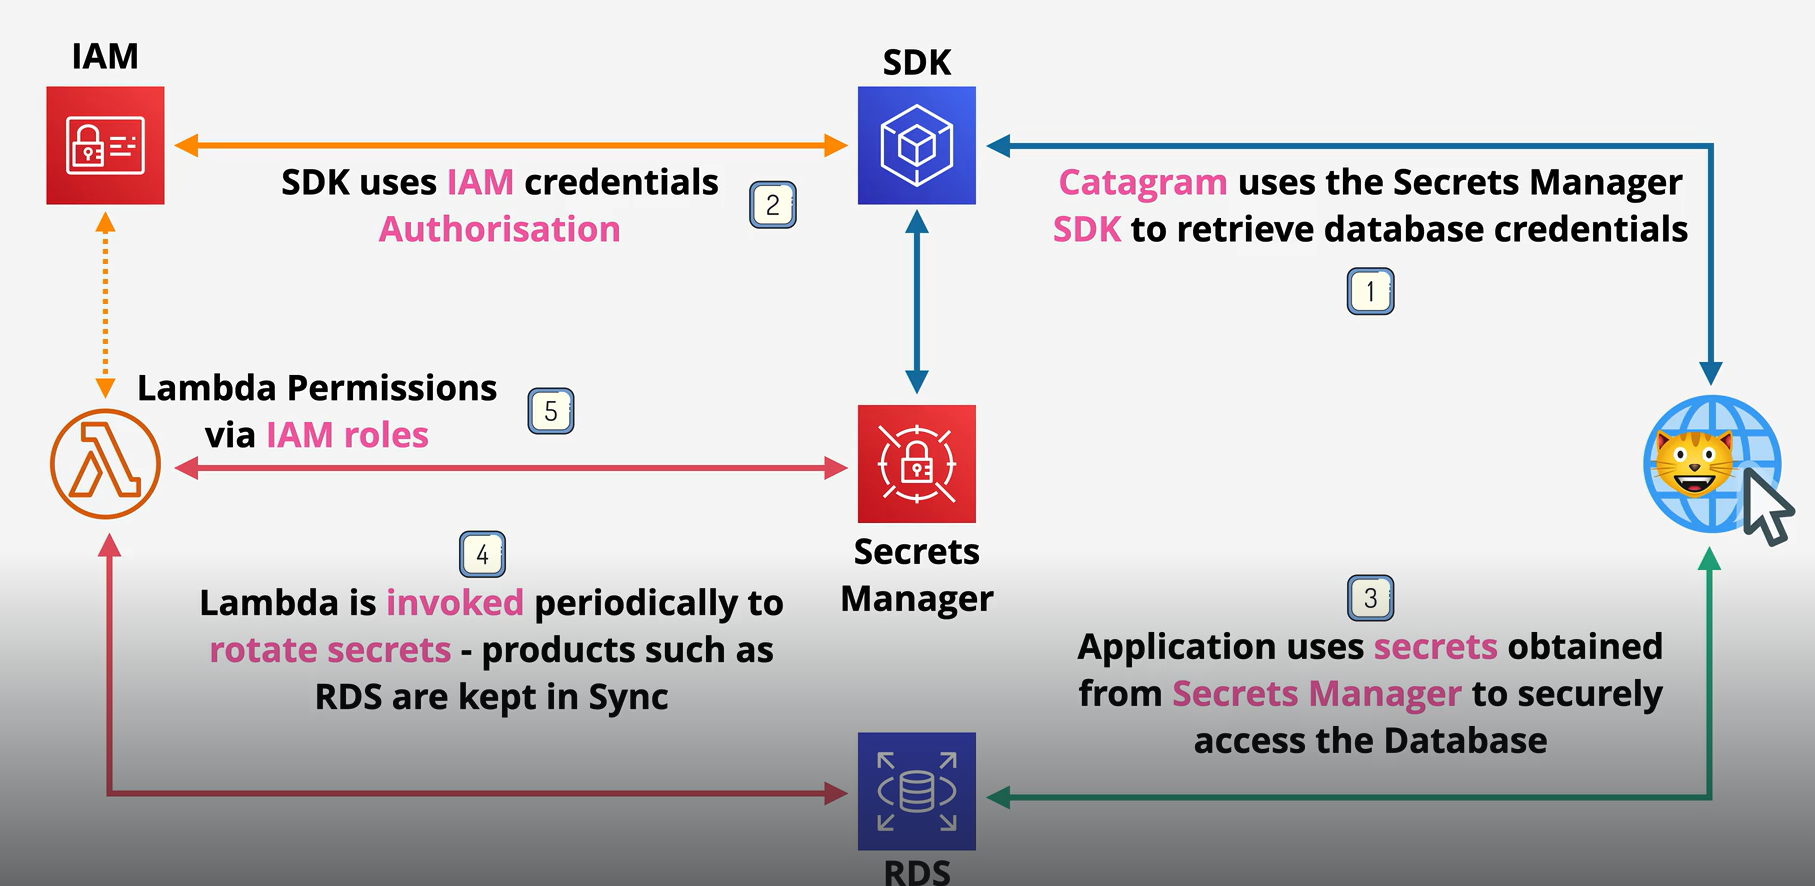 IAM
SDK
SDK uses IAM credentials
Authorisation
2
Catagram uses the Secrets Manager
SDK to retrieve database credentials
1
Lambda Permissions
via IAM roles
5
Secrets
Manager
4
Lambda is invoked periodically to
rotate secrets - products such as
RDS are kept in Sync
3
Application uses secrets obtained
from Secrets Manager to securely
access the Database
RDS